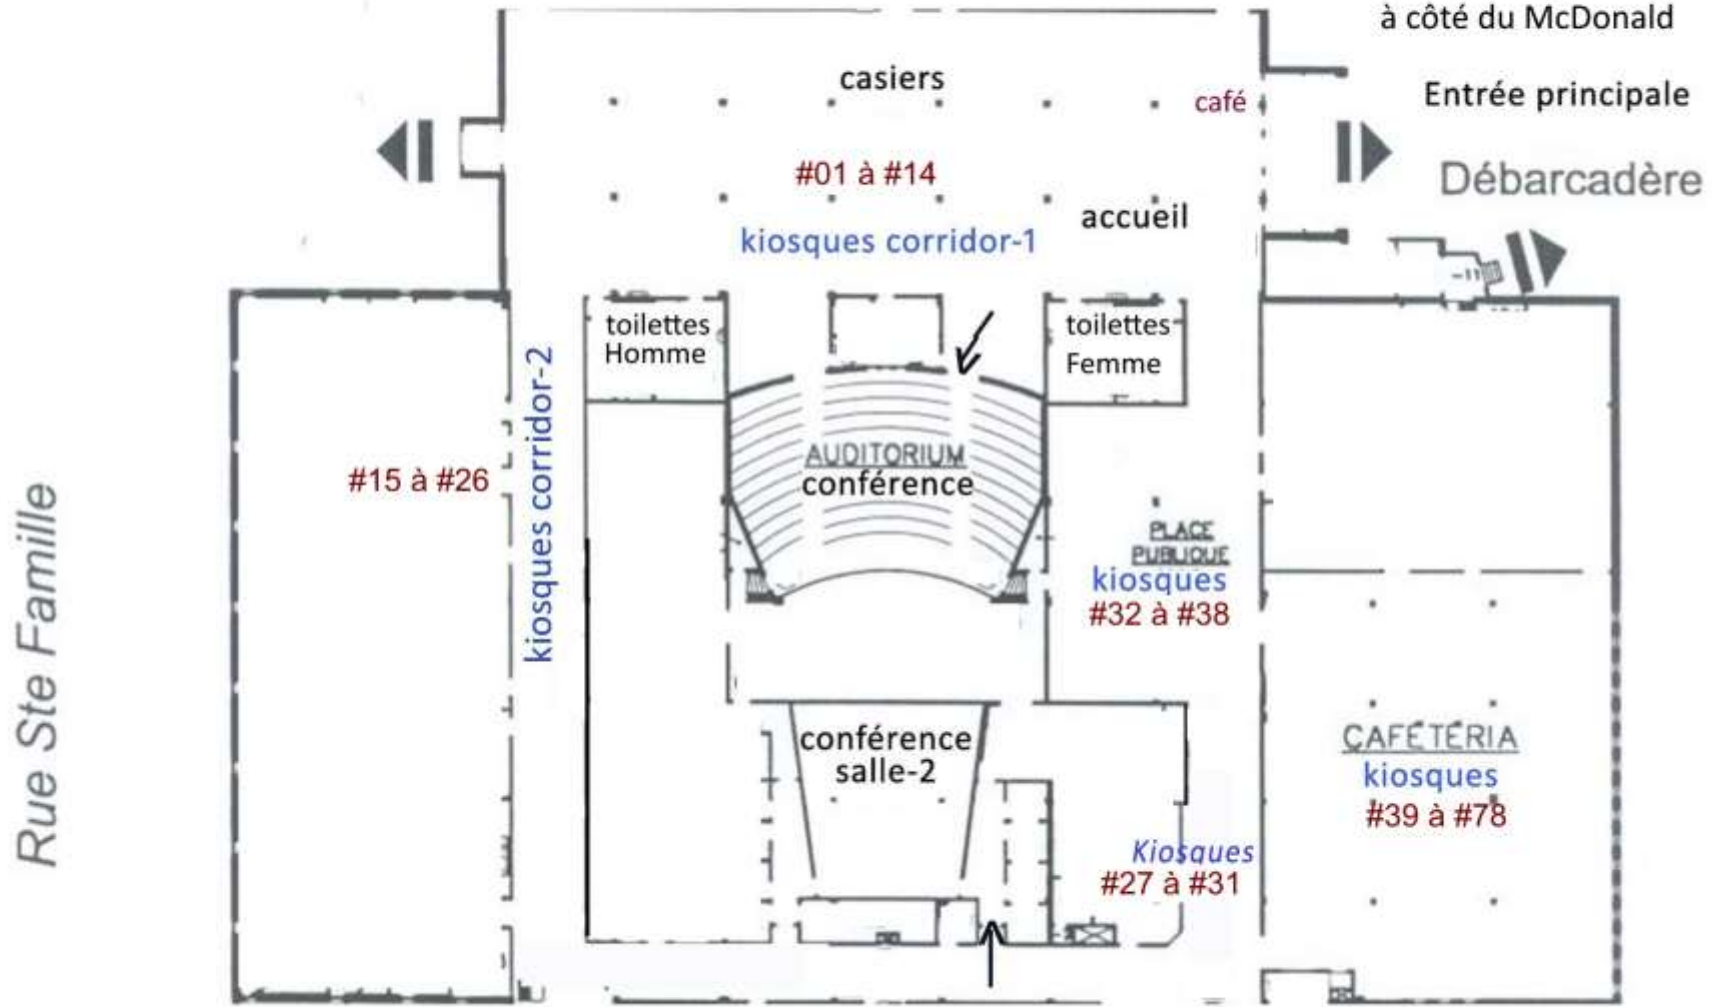 à côté du McDonald
casiers
café
Entrée principale
#01 à #14
Débarcadère
accueil
kiosques corridor-1
toilettes
Homme
toilettes
Femme
kiosques corridor-2
#15 à #26
AUDITORIUM
conférence
Rue Ste Famille
PLACE
PUBLIQUE
kiosques
#32 à #38
conférence
salle-2
CAFÉTÉRIA
kiosques
#39 à #78
Kiosques
#27 à #31